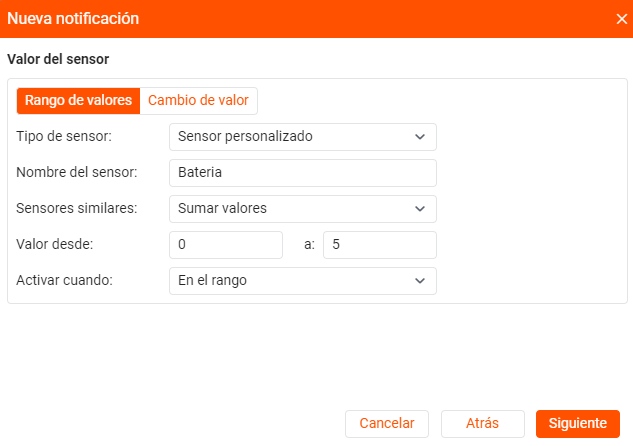 Nueva notificación
Valor del sensor
Rango de valores Cambio de valor
Tipo de sensor: Sensor personalizado
Nombre del sensor: Bateria
Sensores similares: Sumar valores
Valor desde: 0 a: 5
Activar cuando: En el rango
Cancelar Atrás Siguiente